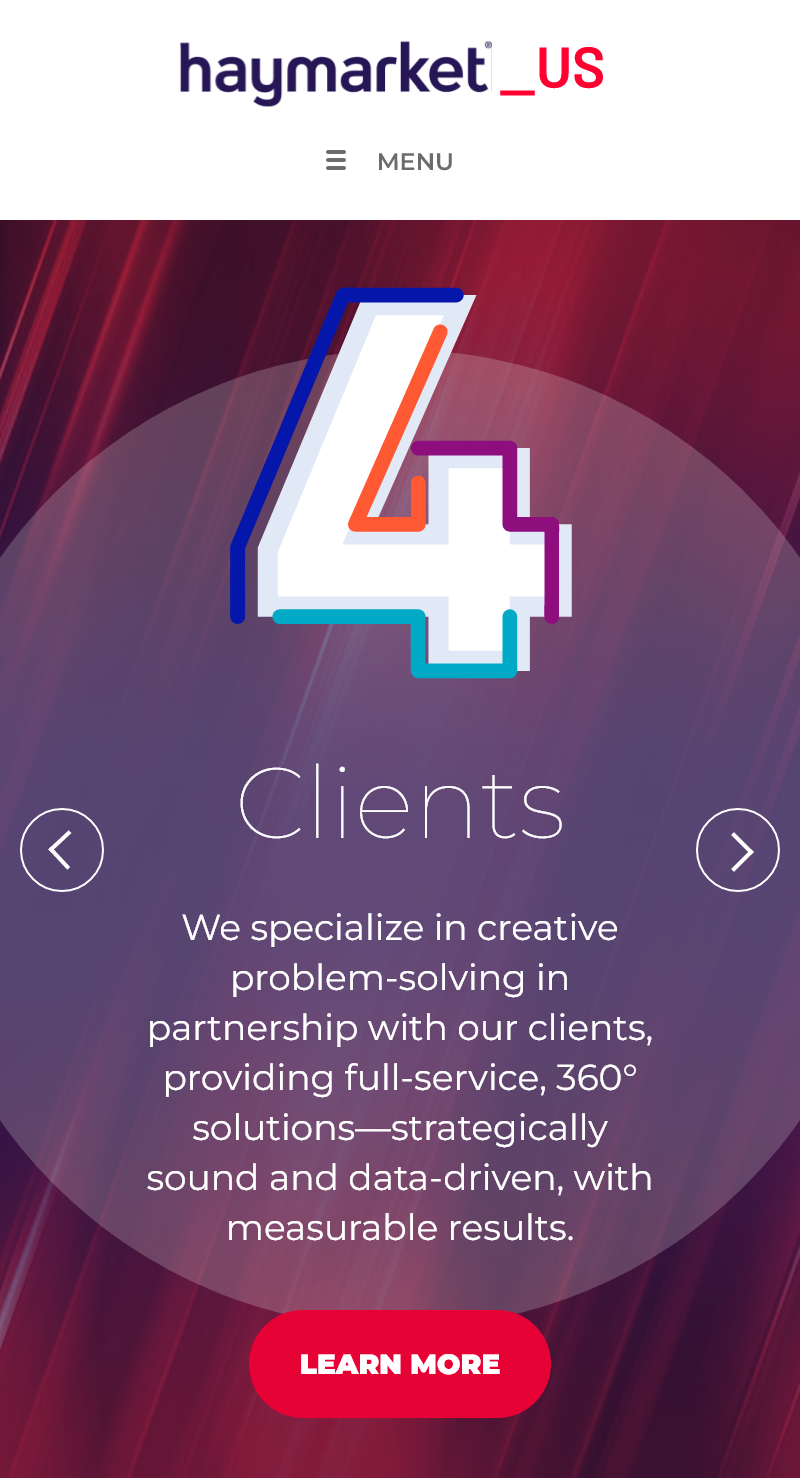 haymarket® _US
☰ MENU
4
Clients
We specialize in creative
problem-solving in
partnership with our clients,
providing full-service, 360°
solutions—strategically
sound and data-driven, with
measurable results.
LEARN MORE